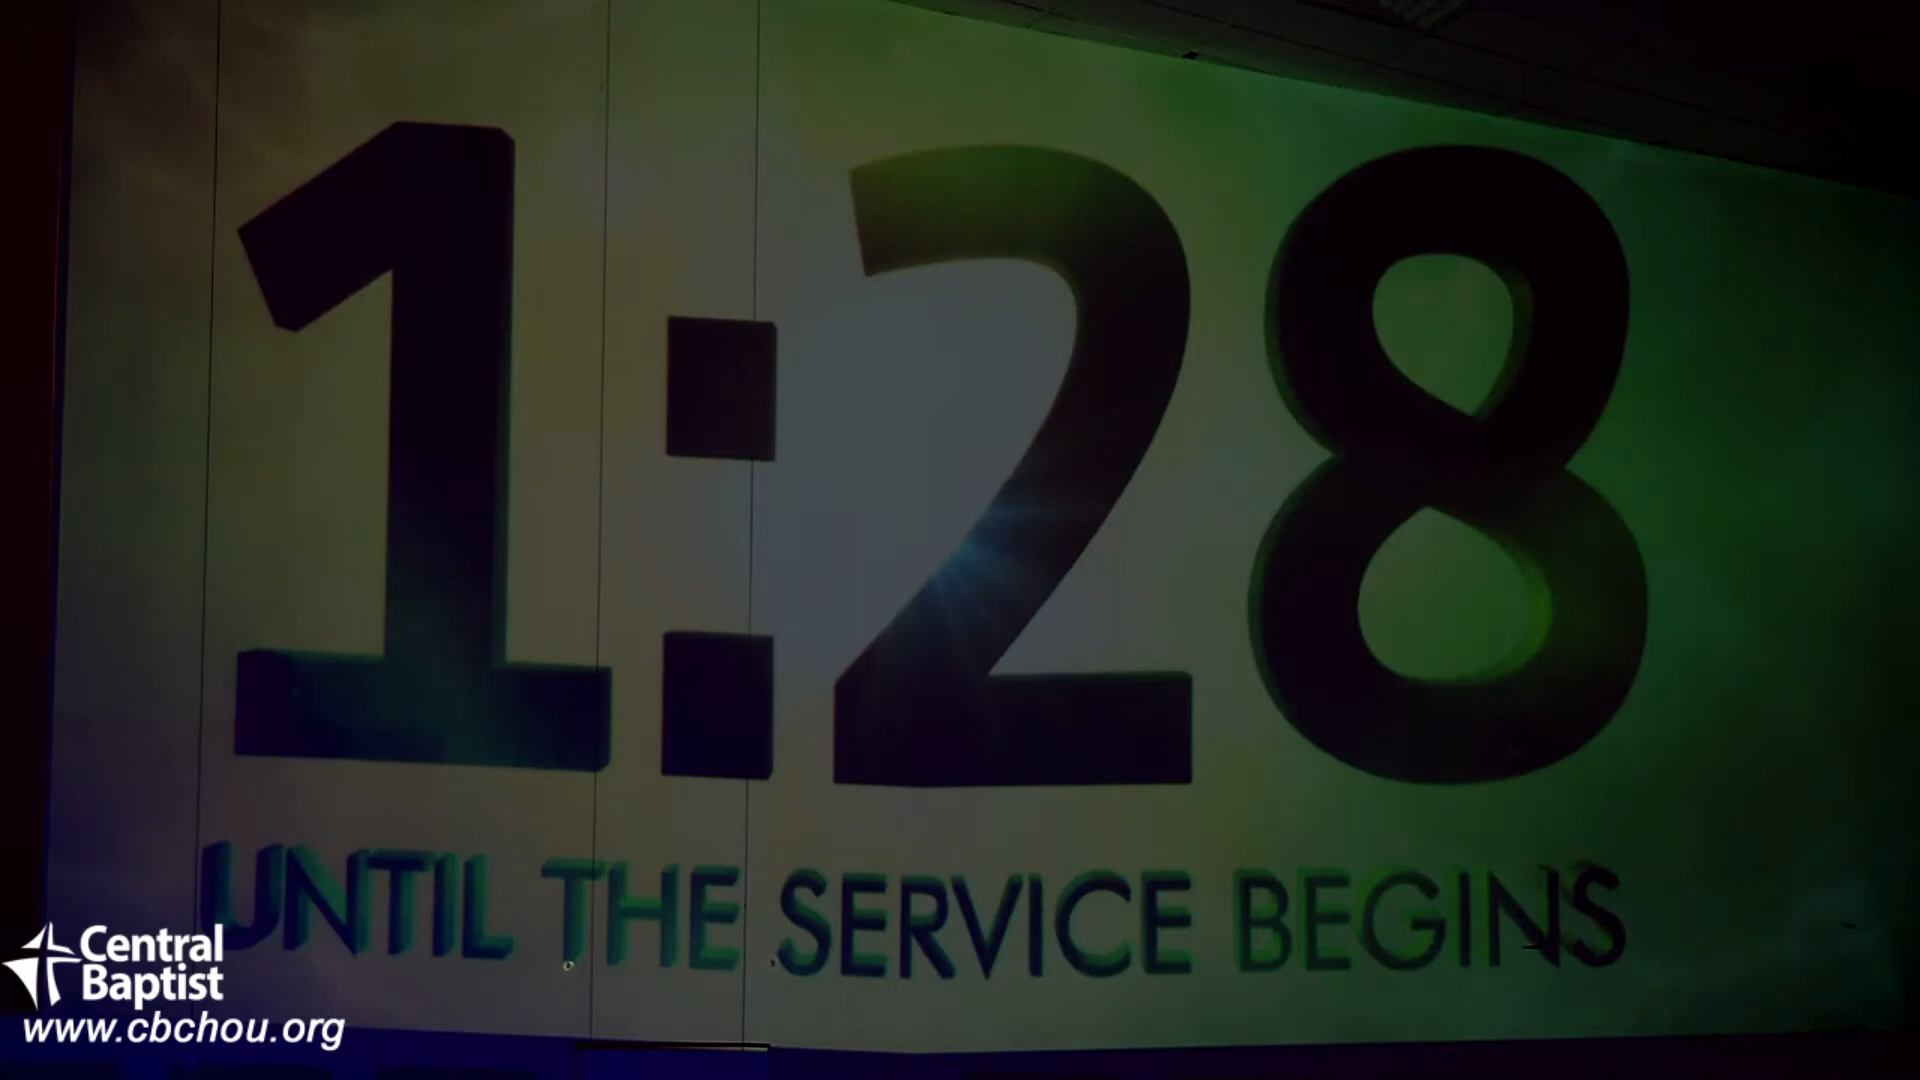 1:28
UNTIL THE SERVICE BEGINS
Central
Baptist
www.cbchou.org